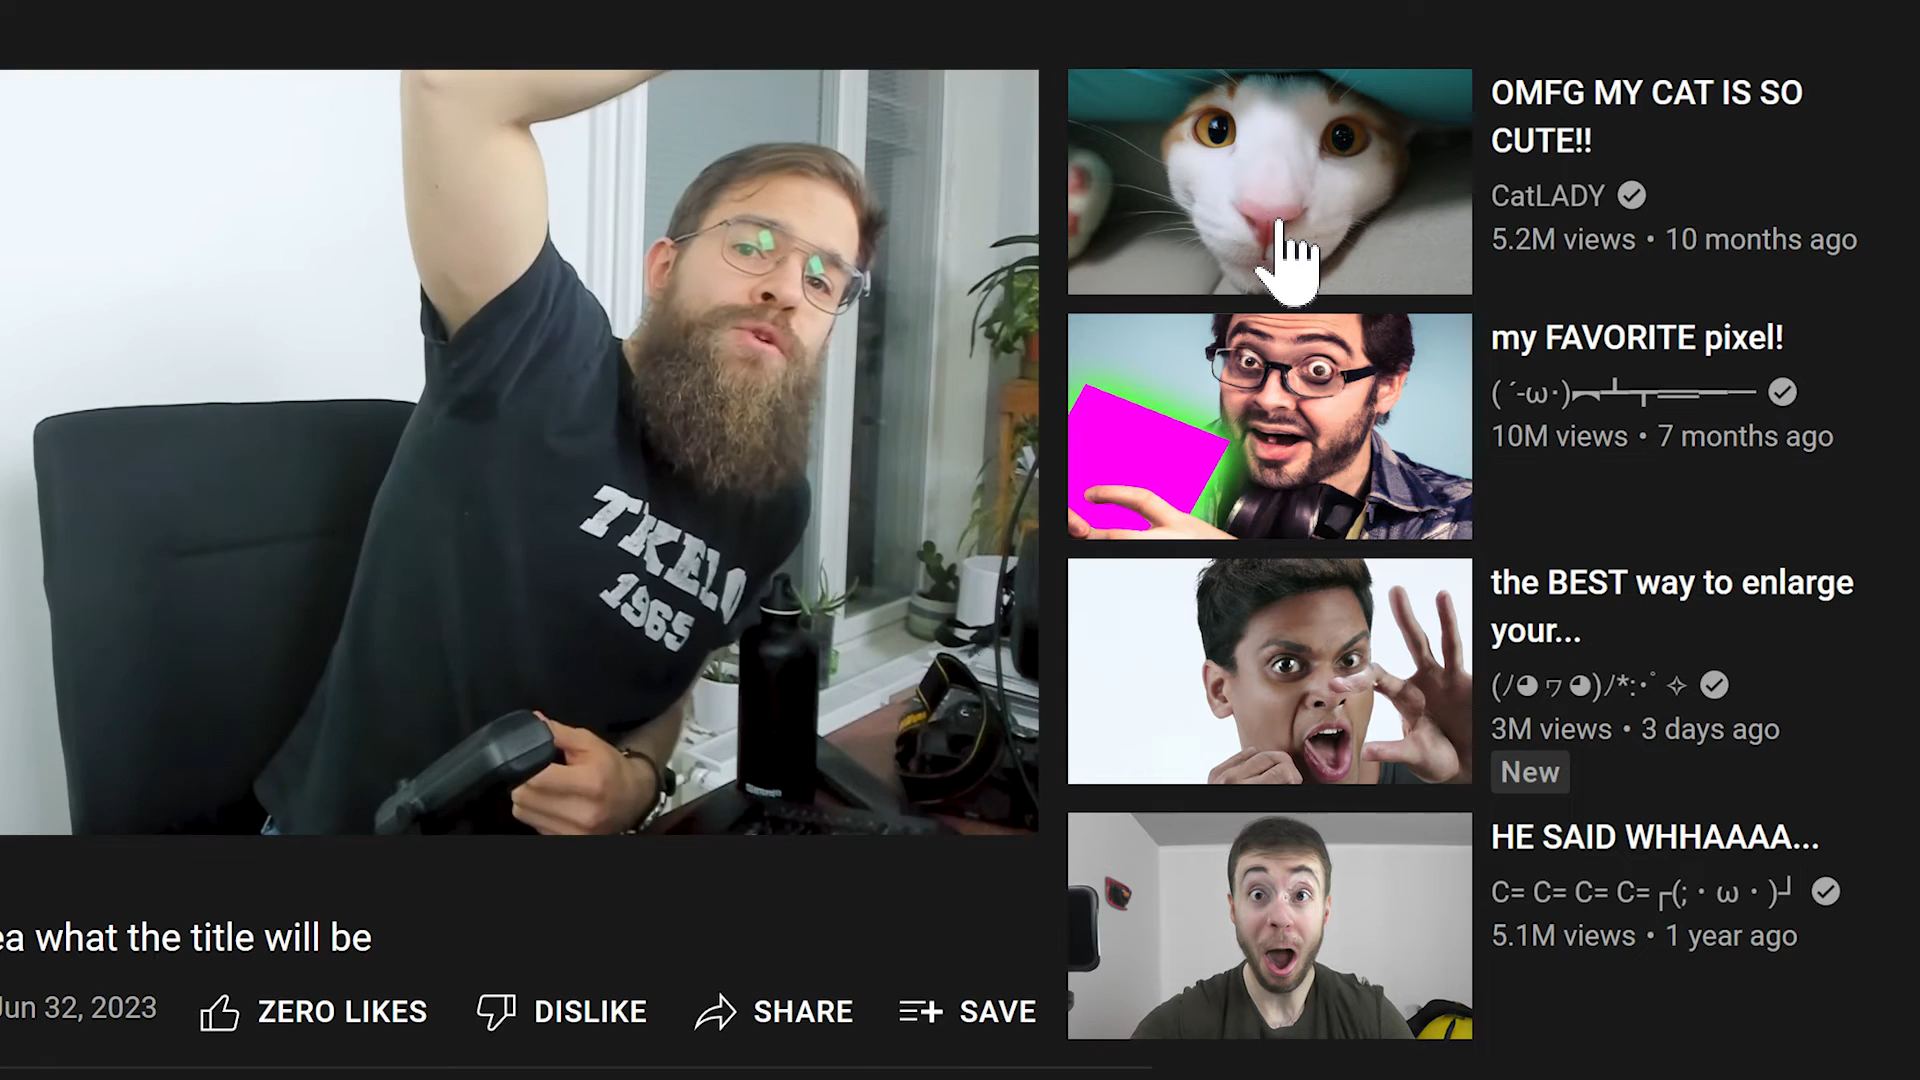 TKELO
1965
ea what the title will be
Jun 32, 2023
ZERO LIKES
DISLIKE
SHARE
SAVE
OMFG MY CAT IS SO
CUTE!!
CatLADY
5.2M views • 10 months ago
my FAVORITE pixel!
( ´-ω･)︻┻┳══━一
10M views • 7 months ago
the BEST way to enlarge
your...
(ﾉ◕ヮ◕)ﾉ*:･ﾟ✧
3M views • 3 days ago
New
HE SAID WHHAAAA...
C= C= C= C=┌(;・ω・)┘
5.1M views • 1 year ago